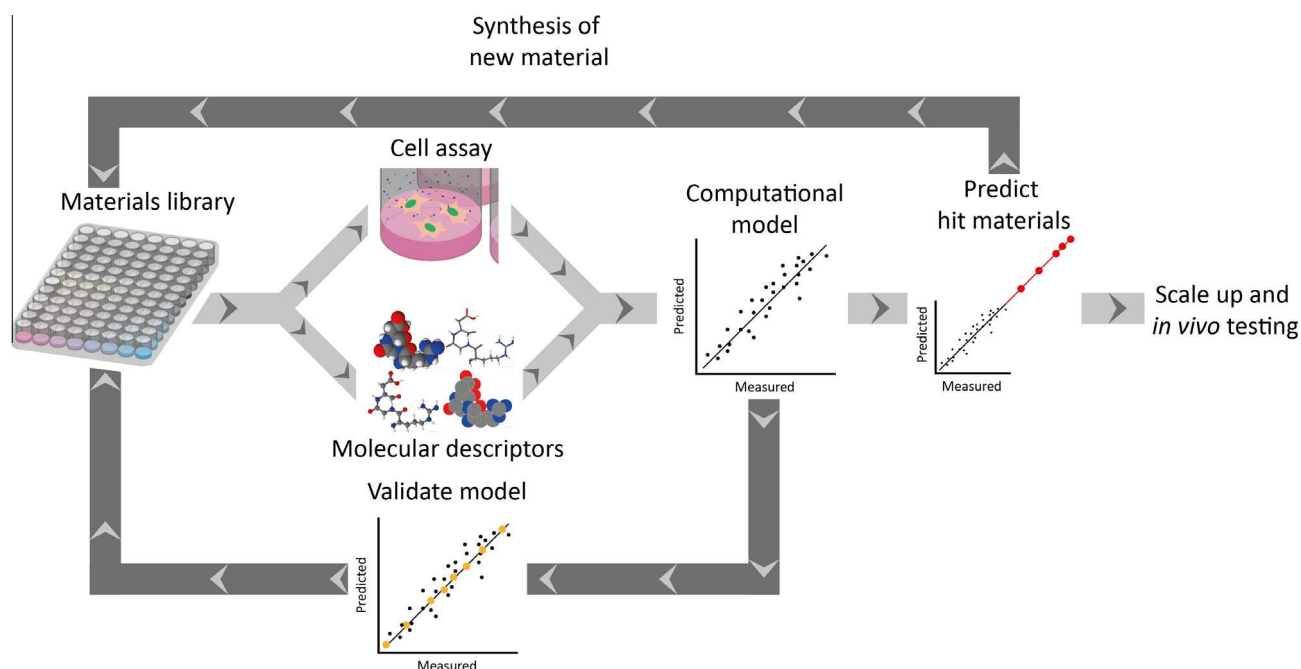 Synthesis of
new material
Cell assay
Materials library
Computational
model
Predict
hit materials
Predicted
Measured
Predicted
Measured
Scale up and
in vivo testing
Molecular descriptors
Validate model
Predicted
Measured